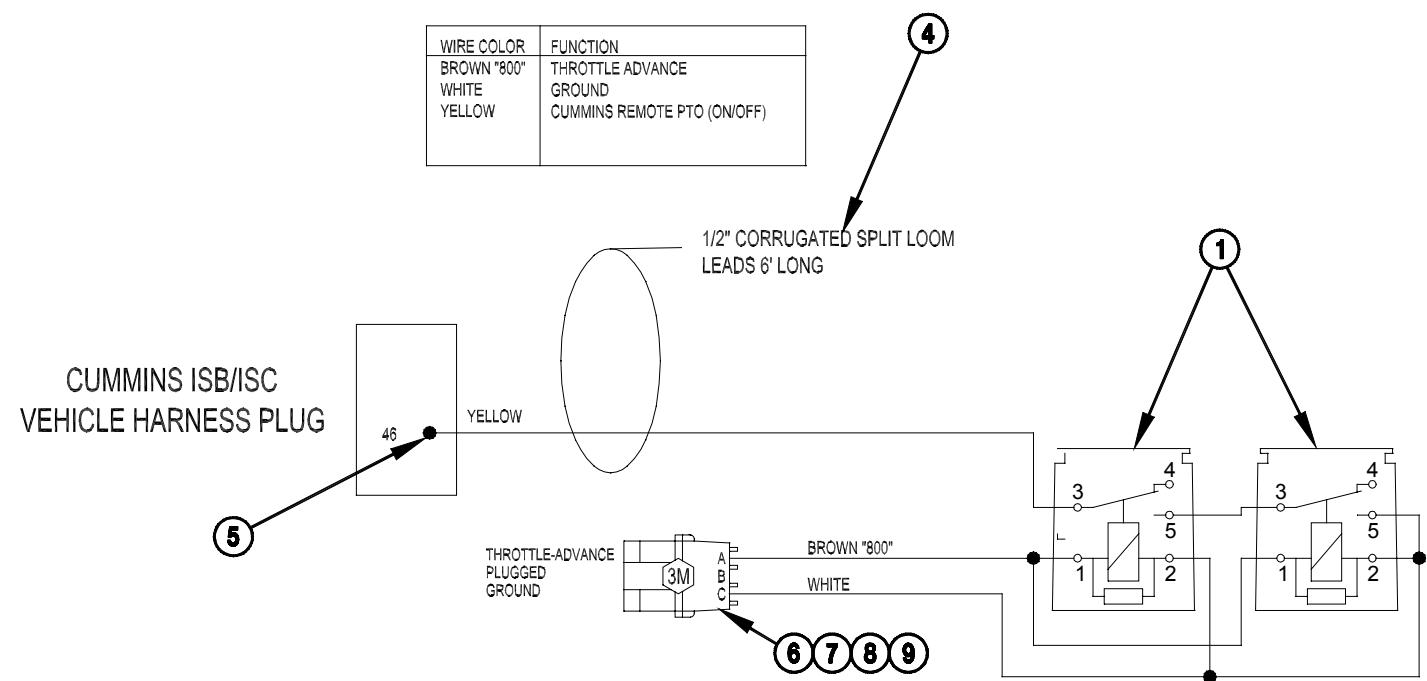 4
WIRE COLOR FUNCTION
BROWN "800" THROTTLE ADVANCE
WHITE GROUND
YELLOW CUMMINS REMOTE PTO (ON/OFF)
1/2" CORRUGATED SPLIT LOOM
LEADS 6' LONG
1
CUMMINS ISB/ISC
VEHICLE HARNESS PLUG
46
YELLOW
5
3 4 5 1 2
3 4 5 1 2
THROTTLE-ADVANCE
PLUGGED
GROUND
3M
A
B
C
BROWN "800"
WHITE
6 7 8 9